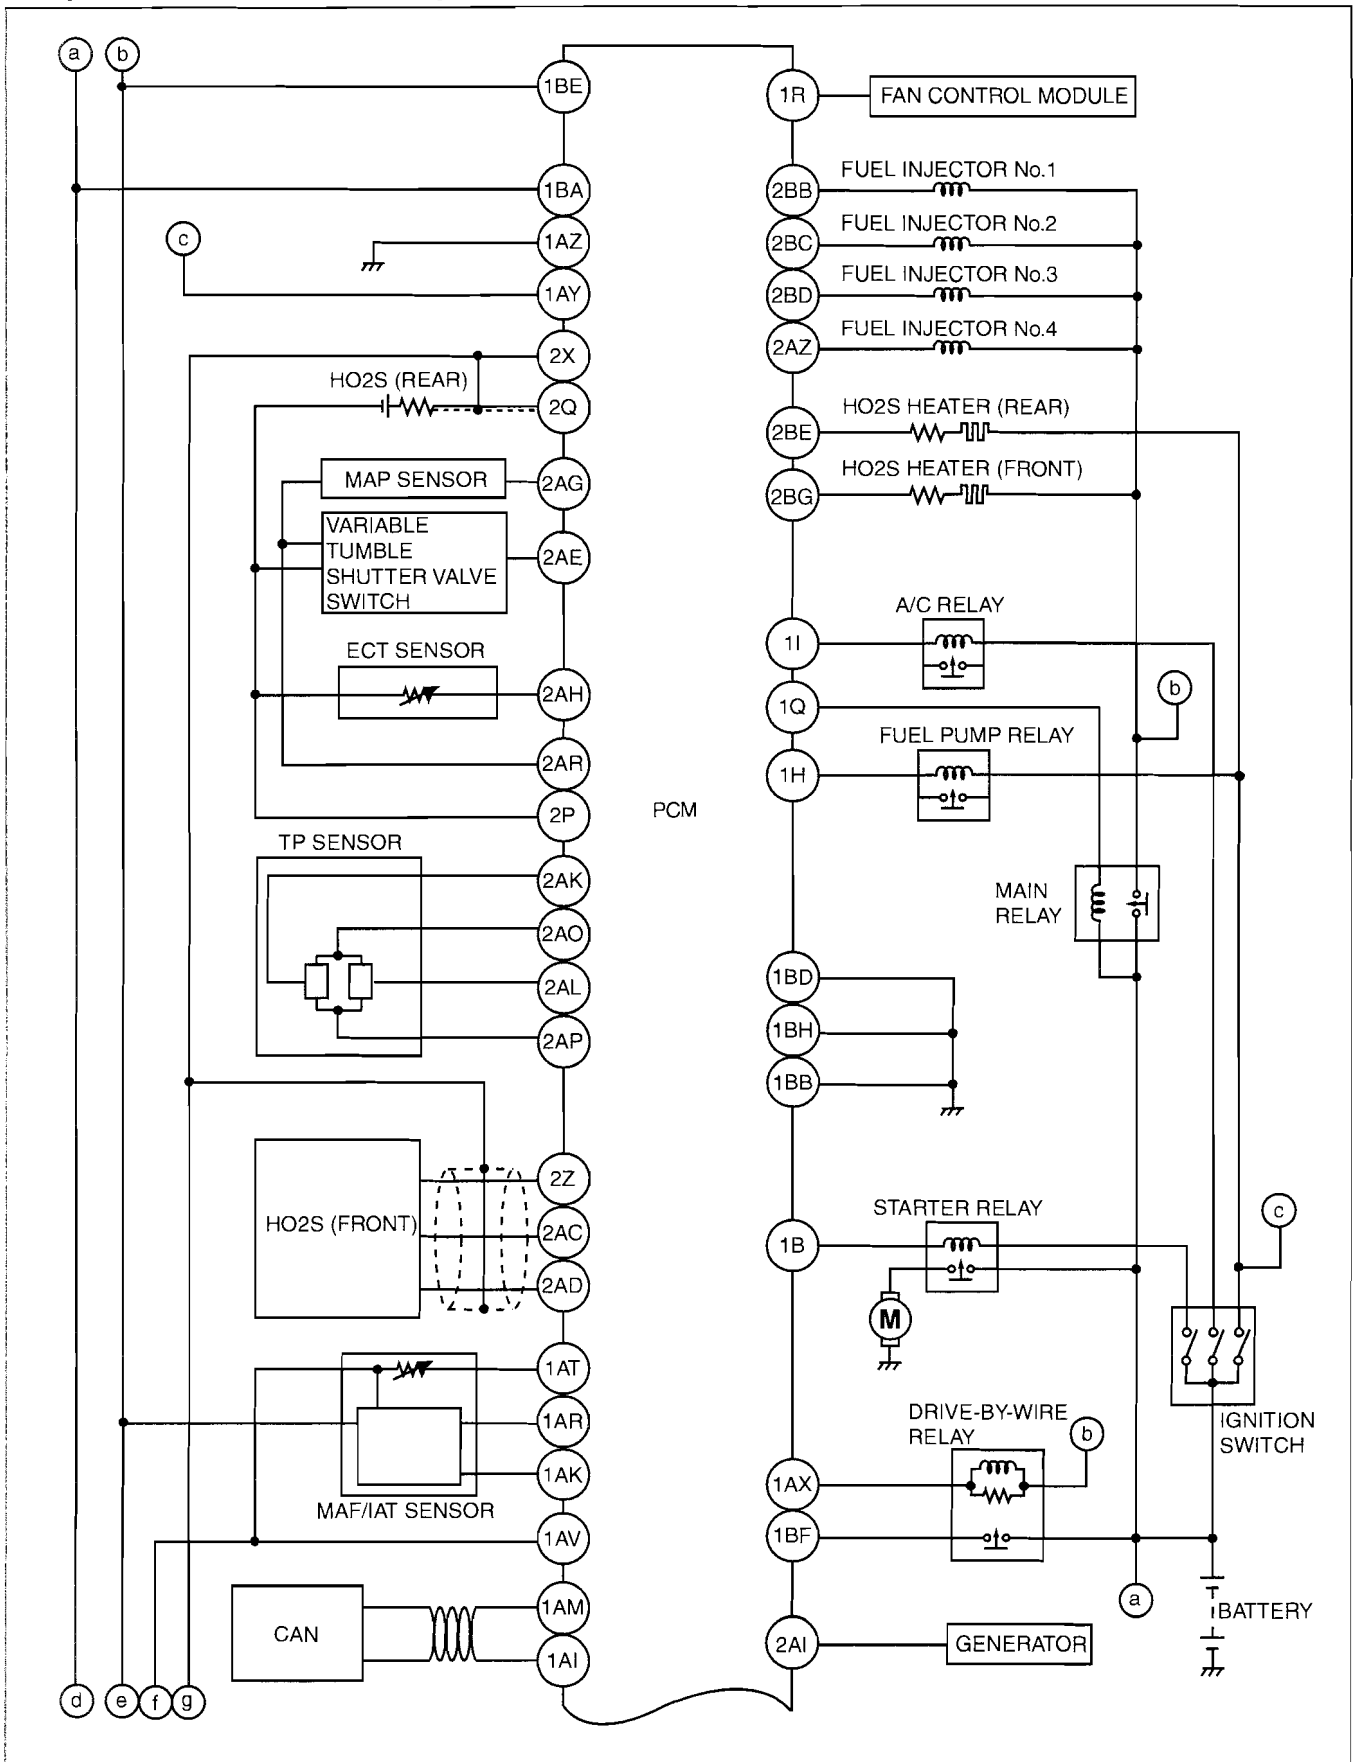 a
b
1BE
1BA
c
1AZ
1AY
2X
HO2S (REAR)
2Q
MAP SENSOR
2AG
VARIABLE
TUMBLE
SHUTTER VALVE
SWITCH
2AE
ECT SENSOR
2AH
2AR
2P
TP SENSOR
2AK
2AO
2AL
2AP
HO2S (FRONT)
2Z
2AC
2AD
1AT
1AR
1AK
MAF/IAT SENSOR
1AV
CAN
1AM
1AI
d
e
f
g
PCM
1R
FAN CONTROL MODULE
FUEL INJECTOR No.1
2BB
FUEL INJECTOR No.2
2BC
FUEL INJECTOR No.3
2BD
FUEL INJECTOR No.4
2AZ
HO2S HEATER (REAR)
2BE
HO2S HEATER (FRONT)
2BG
A/C RELAY
1I
b
1Q
FUEL PUMP RELAY
1H
MAIN
RELAY
1BD
1BH
1BB
STARTER RELAY
c
1B
M
IGNITION
SWITCH
DRIVE-BY-WIRE
RELAY
b
1AX
1BF
a
BATTERY
2AI
GENERATOR